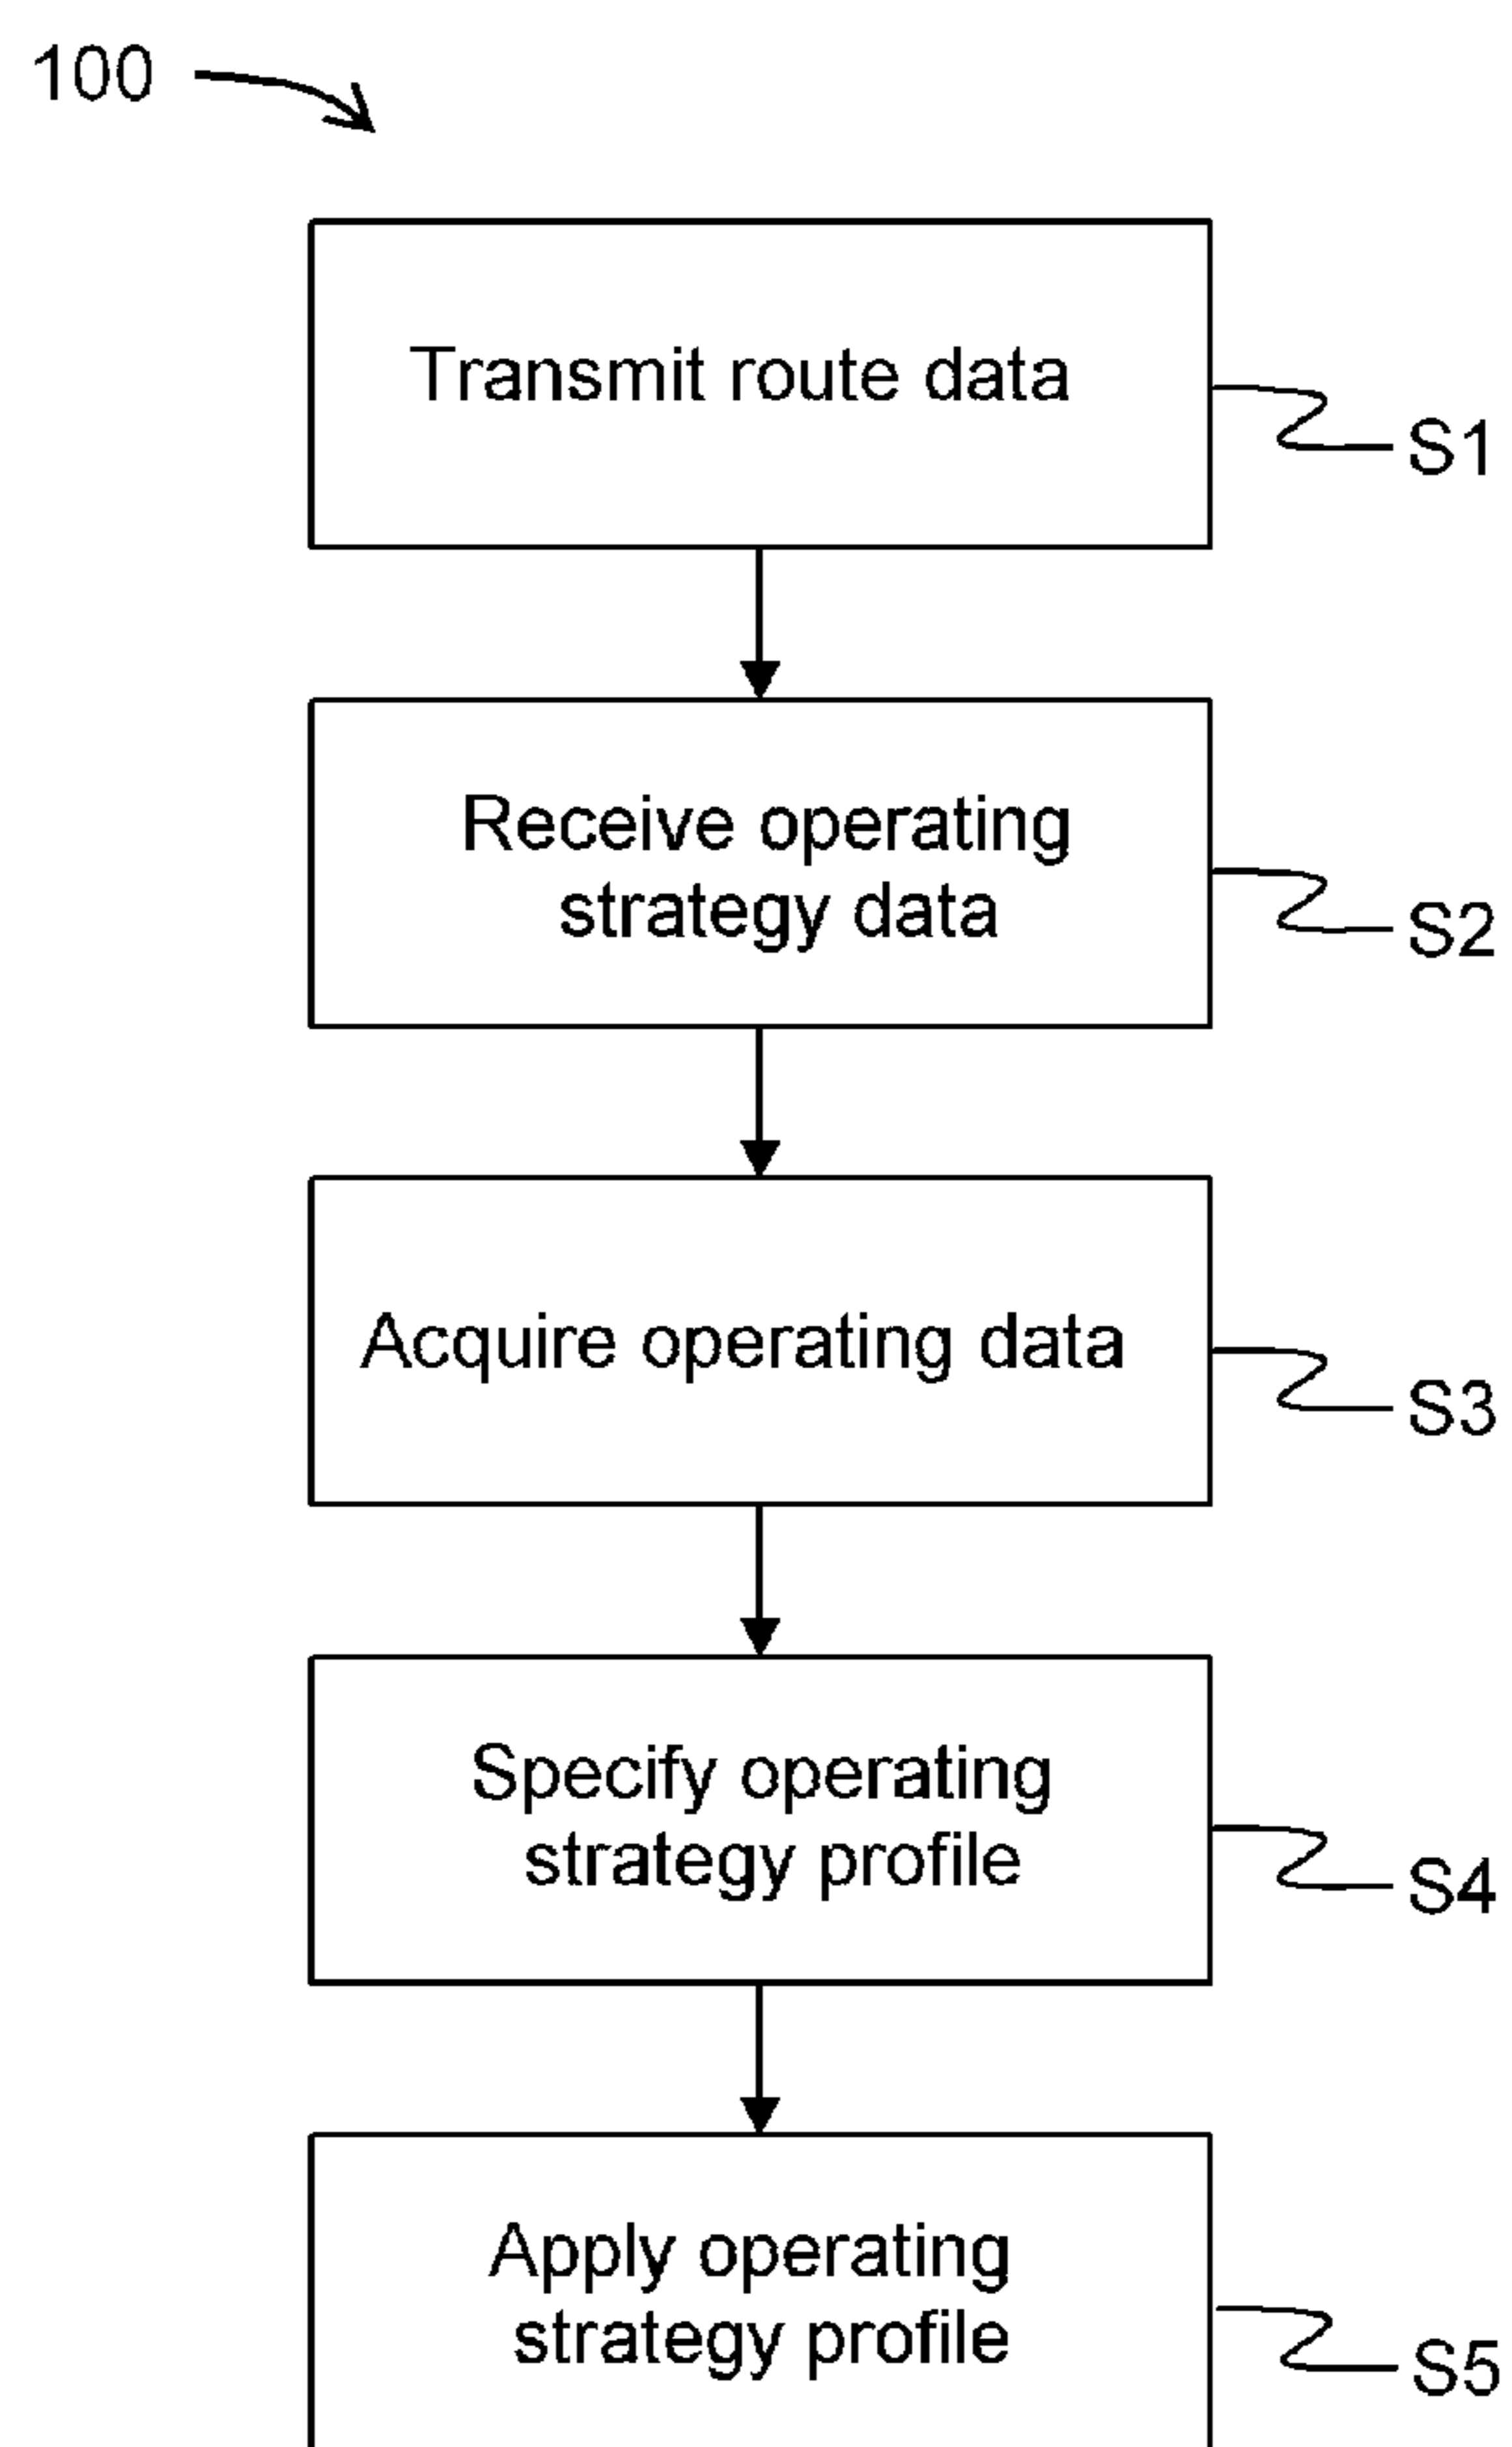 100
Transmit route data
S1
Receive operating
strategy data
S2
Acquire operating data
S3
Specify operating
strategy profile
S4
Apply operating
strategy profile
S5